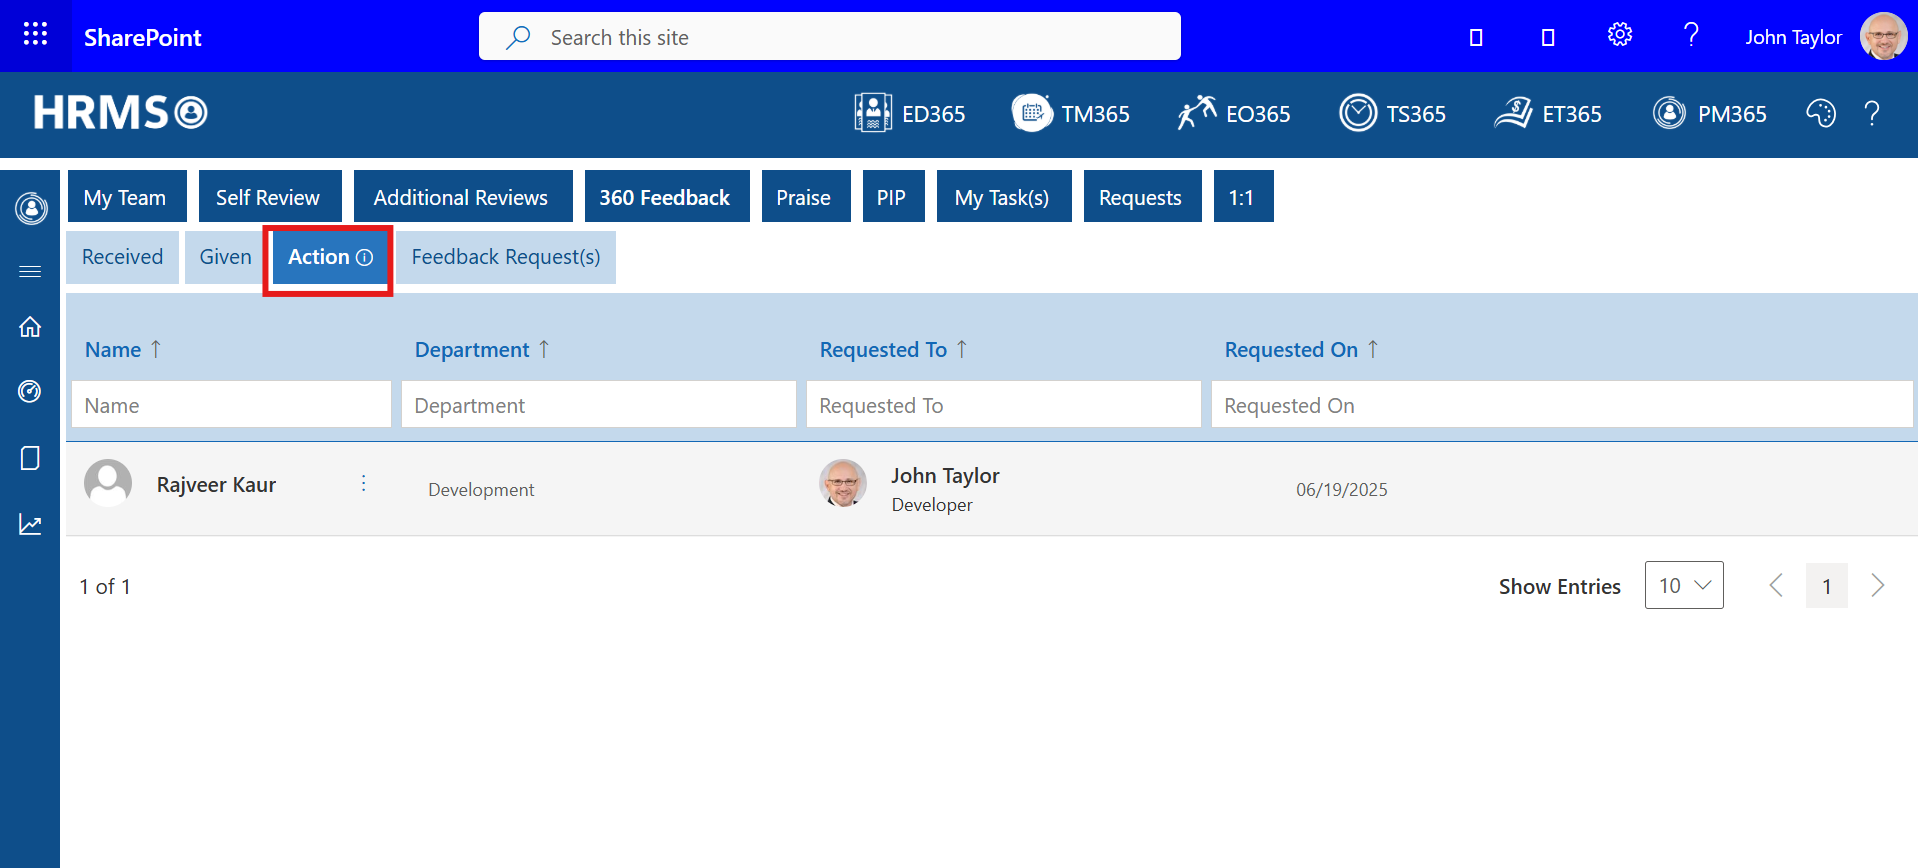 SharePoint
Search this site
John Taylor
HRMS
ED365
TM365
EO365
TS365
ET365
PM365
My Team
Self Review
Additional Reviews
360 Feedback
Praise
PIP
My Task(s)
Requests
1:1
Received
Given
Action
Feedback Request(s)
Name ↑
Department ↑
Requested To ↑
Requested On ↑
Name
Department
Requested To
Requested On
Rajveer Kaur
Development
John Taylor
Developer
06/19/2025
1 of 1
Show Entries
10
1